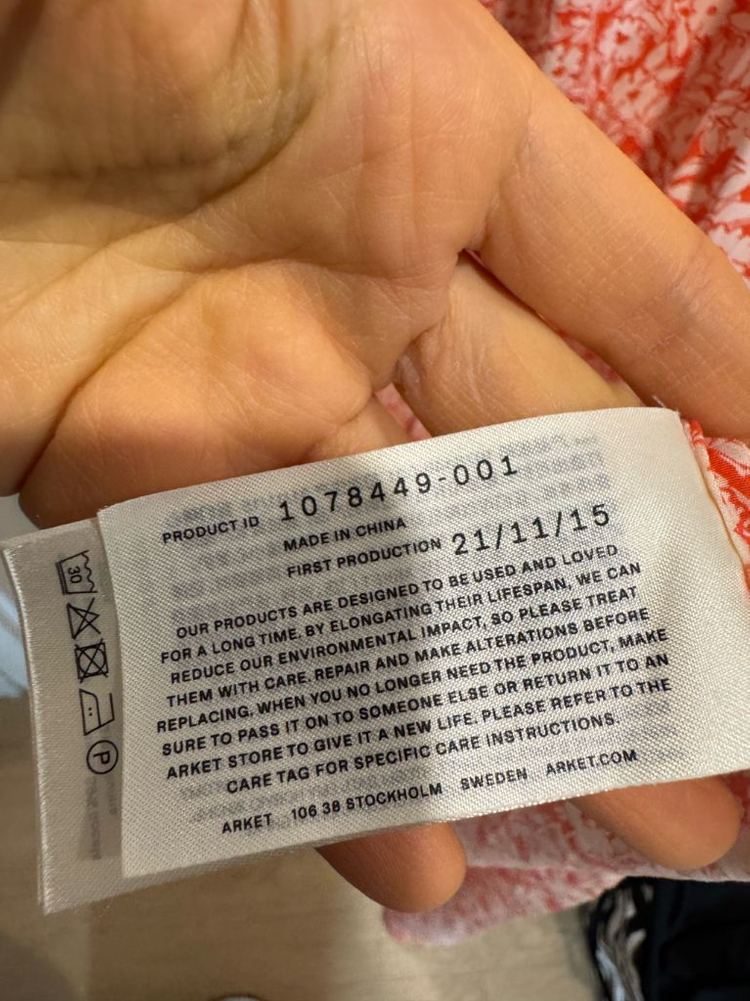 PRODUCT ID 1078449-001
MADE IN CHINA
FIRST PRODUCTION 21/11/15
OUR PRODUCTS ARE DESIGNED TO BE USED AND LOVED
FOR A LONG TIME. BY ELONGATING THEIR LIFESPAN, WE CAN
REDUCE OUR ENVIRONMENTAL IMPACT, SO PLEASE TREAT
THEM WITH CARE, REPAIR AND MAKE ALTERATIONS BEFORE
REPLACING. WHEN YOU NO LONGER NEED THE PRODUCT, MAKE
SURE TO PASS IT ON TO SOMEONE ELSE OR RETURN IT TO AN
ARKET STORE TO GIVE IT A NEW LIFE. PLEASE REFER TO THE
CARE TAG FOR SPECIFIC CARE INSTRUCTIONS.
ARKET 106 38 STOCKHOLM SWEDEN ARKET.COM
30
P